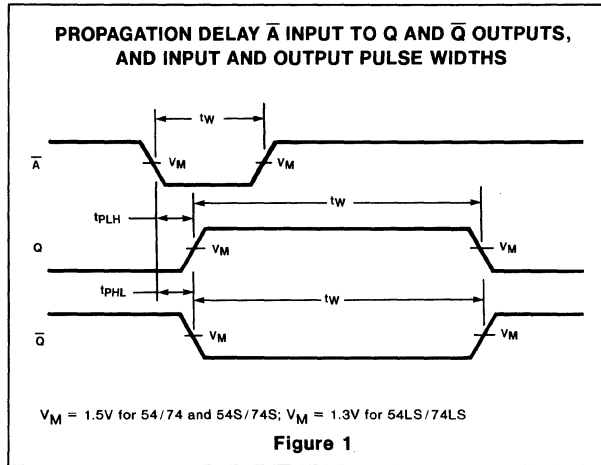 PROPAGATION DELAY A̅ INPUT TO Q AND Q̅ OUTPUTS,
AND INPUT AND OUTPUT PULSE WIDTHS
tW
A̅
VM
VM
tPLH
tW
Q
VM
VM
tPHL
tW
Q̅
VM
VM
VM = 1.5V for 54/74 and 54S/74S; VM = 1.3V for 54LS/74LS
Figure 1